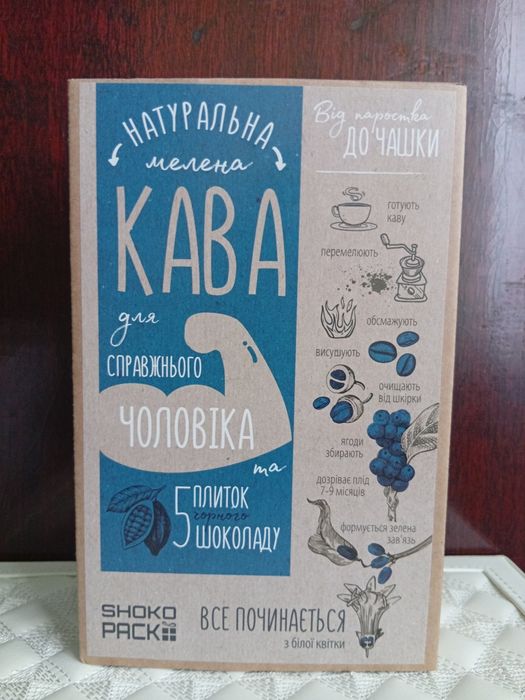 НАТУРАЛЬНА
мелена
КАВА
для
СПРАВЖНЬОГО
ЧОЛОВІКА
та
5 ПЛИТОК
чорного
ШОКОЛАДУ
SHOKO
PACK
Від паростка
ДО ЧАШКИ
готують
каву
перемелюють
обсмажують
висушують
очищають
від шкірки
ягоди
збирають
дозріває плід
7-9 місяців
формується зелена
зав'язь
ВСЕ ПОЧИНАЄТЬСЯ
з білої квітки